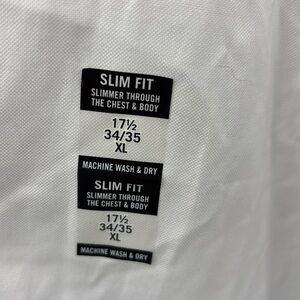 SLIM FIT
SLIMMER THROUGH
THE CHEST & BODY
17½
34/35
XL
MACHINE WASH & DRY
SLIM FIT
SLIMMER THROUGH
THE CHEST & BODY
17½
34/35
XL
MACHINE WASH & DRY